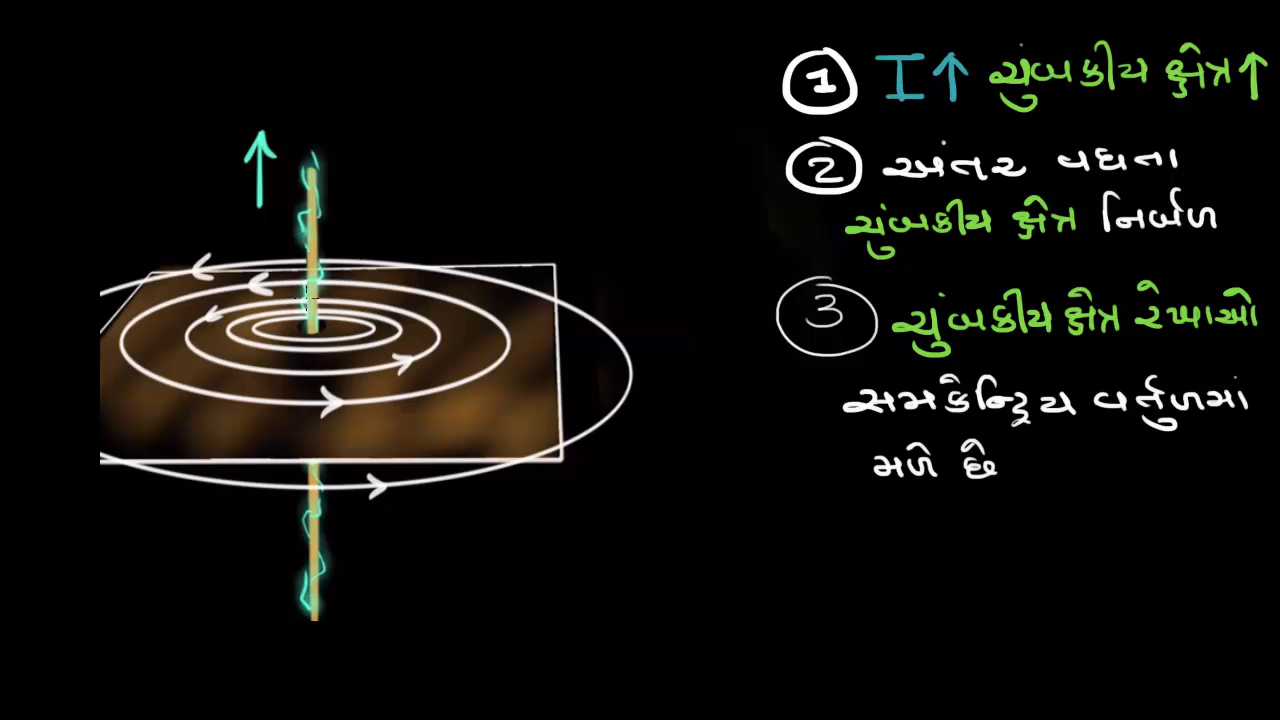 1 I↑ ચુંબકીય ક્ષેત્ર↑
2 અંતર વધતા
ચુંબકીય ક્ષેત્ર નિર્બળ
3 ચુંબકીય ક્ષેત્ર રેખાઓ
સમકેન્દ્રિય વર્તુળમાં
મળે છે